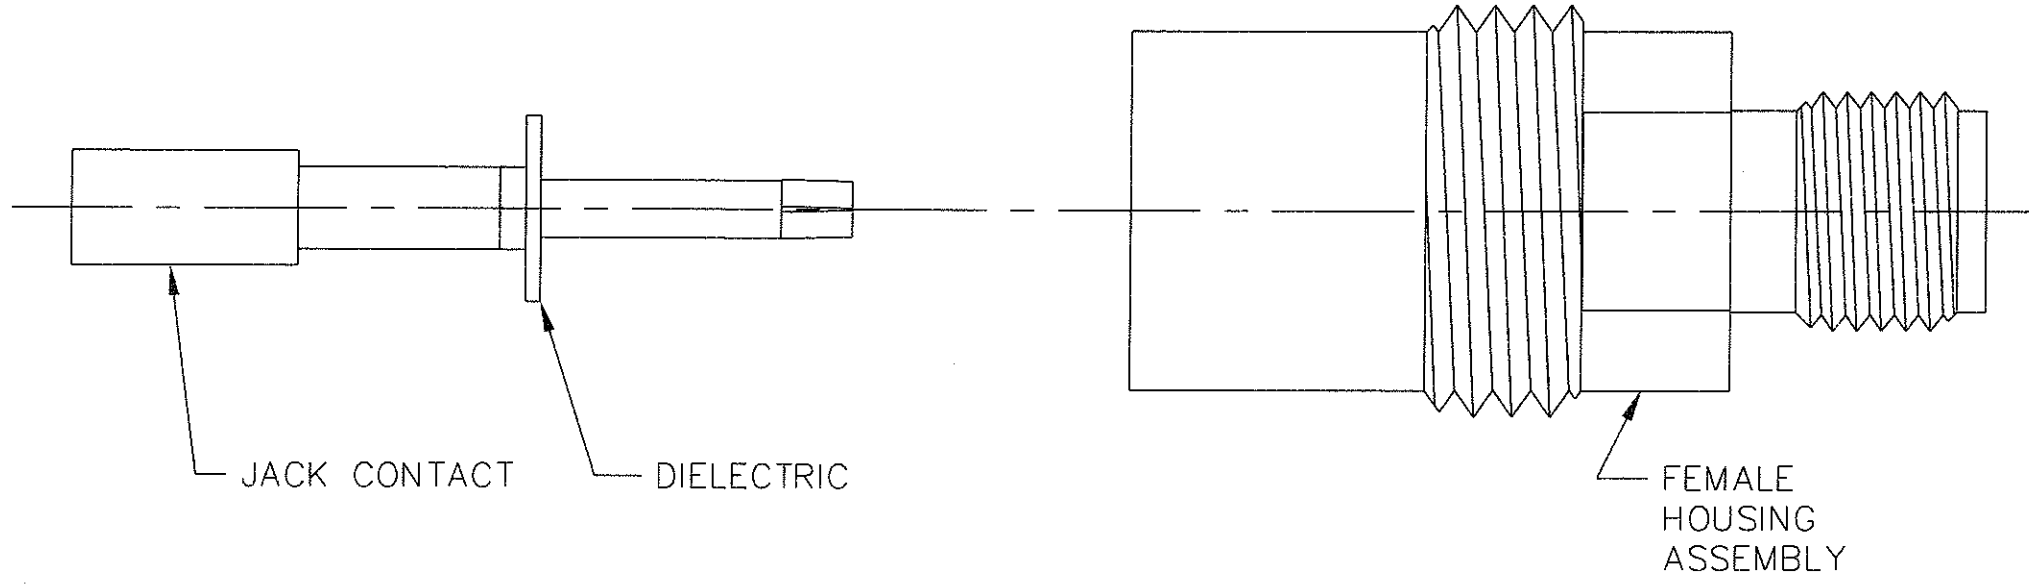 JACK CONTACT
DIELECTRIC
FEMALE
HOUSING
ASSEMBLY